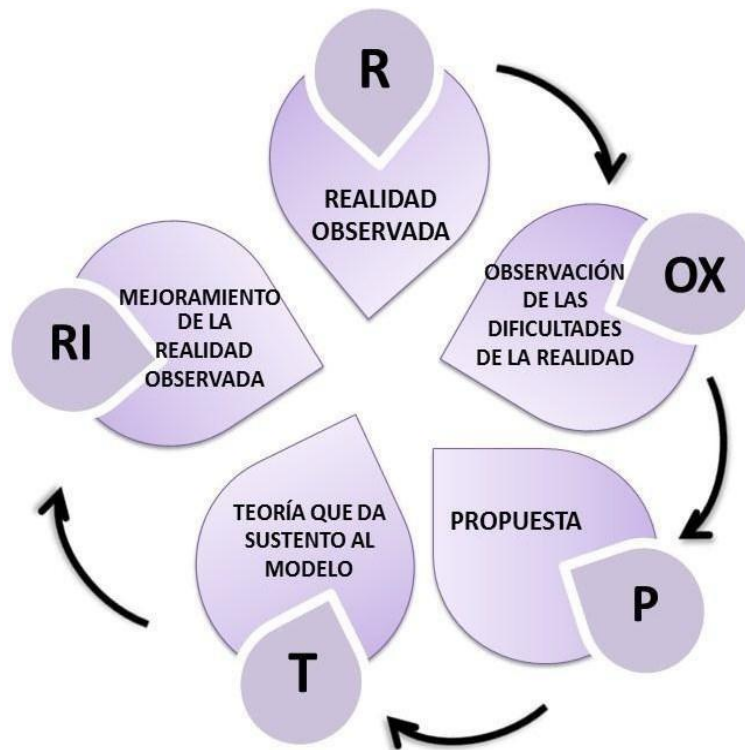 R
REALIDAD
OBSERVADA
OX
OBSERVACIÓN
DE LAS
DIFICULTADES
DE LA REALIDAD
P
PROPUESTA
T
TEORÍA QUE DA
SUSTENTO AL
MODELO
RI
MEJORAMIENTO
DE LA
REALIDAD
OBSERVADA